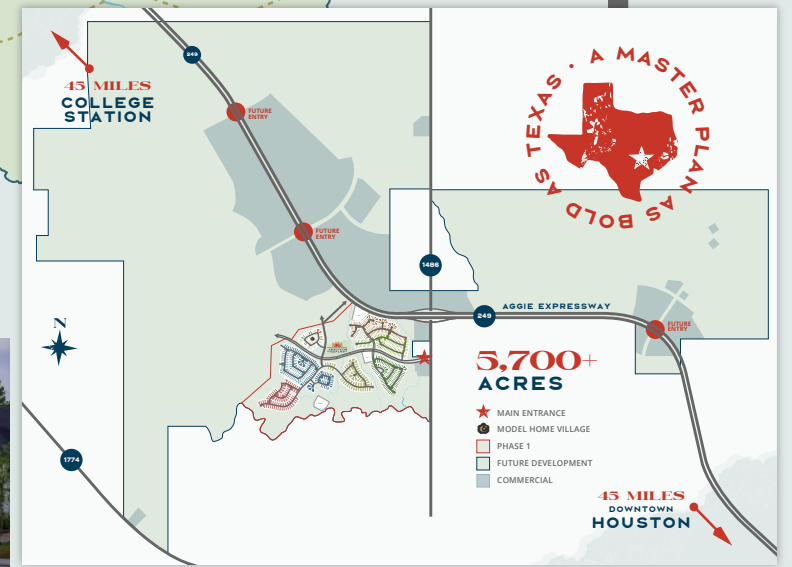 249
45 MILES
COLLEGE
STATION
FUTURE
ENTRY
A MASTER PLAN AS BOLD AS TEXAS •
FUTURE
ENTRY
1486
AGGIE EXPRESSWAY
249
FUTURE
ENTRY
N
5,700+
ACRES
MAIN ENTRANCE
MODEL HOME VILLAGE
PHASE 1
FUTURE DEVELOPMENT
COMMERCIAL
1774
45 MILES
DOWNTOWN
HOUSTON